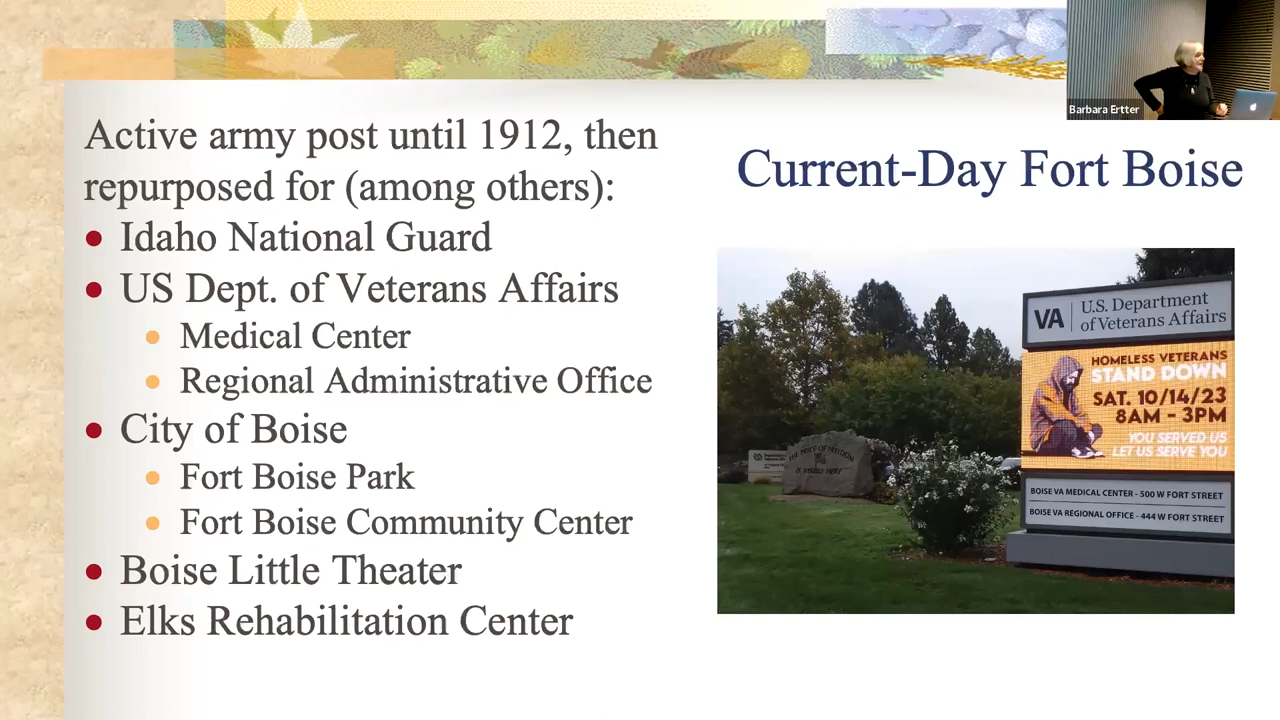 Barbara Ertter
Active army post until 1912, then
repurposed for (among others):
Idaho National Guard
US Dept. of Veterans Affairs
Medical Center
Regional Administrative Office
City of Boise
Fort Boise Park
Fort Boise Community Center
Boise Little Theater
Elks Rehabilitation Center
Current-Day Fort Boise
VA
U.S. Department
of Veterans Affairs
HOMELESS VETERANS
STAND DOWN
SAT. 10/14/23
8AM - 3PM
YOU SERVED US
LET US SERVE YOU
BOISE VA MEDICAL CENTER - 500 W FORT STREET
BOISE VA REGIONAL OFFICE - 444 W FORT STREET
THE PRICE OF FREEDOM
IS VISIBLE HERE